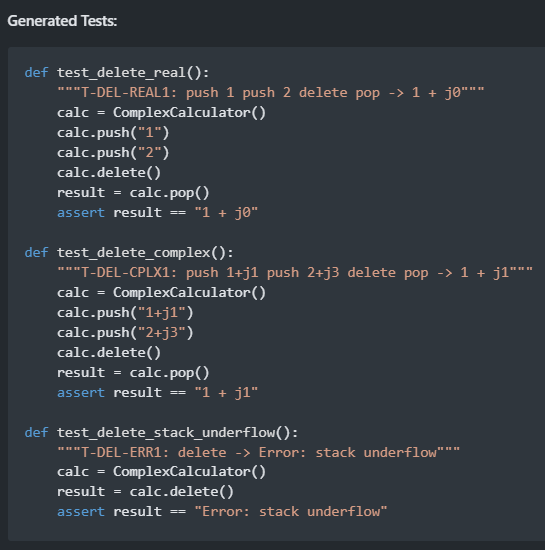 Generated Tests:
def test_delete_real():
    """T-DEL-REAL1: push 1 push 2 delete pop -> 1 + j0"""
    calc = ComplexCalculator()
    calc.push("1")
    calc.push("2")
    calc.delete()
    result = calc.pop()
    assert result == "1 + j0"
def test_delete_complex():
    """T-DEL-CPLX1: push 1+j1 push 2+j3 delete pop -> 1 + j1"""
    calc = ComplexCalculator()
    calc.push("1+j1")
    calc.push("2+j3")
    calc.delete()
    result = calc.pop()
    assert result == "1 + j1"
def test_delete_stack_underflow():
    """T-DEL-ERR1: delete -> Error: stack underflow"""
    calc = ComplexCalculator()
    result = calc.delete()
    assert result == "Error: stack underflow"